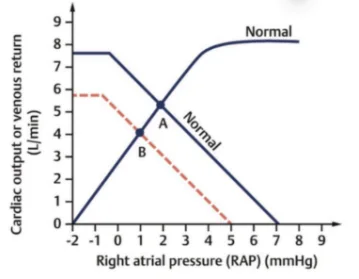 Cardiac output or venous return
(L/min)
9
8
7
6
5
4
3
2
1
0
Normal
Normal
A
B
-2 -1 0 1 2 3 4 5 6 7 8 9
Right atrial pressure (RAP) (mmHg)